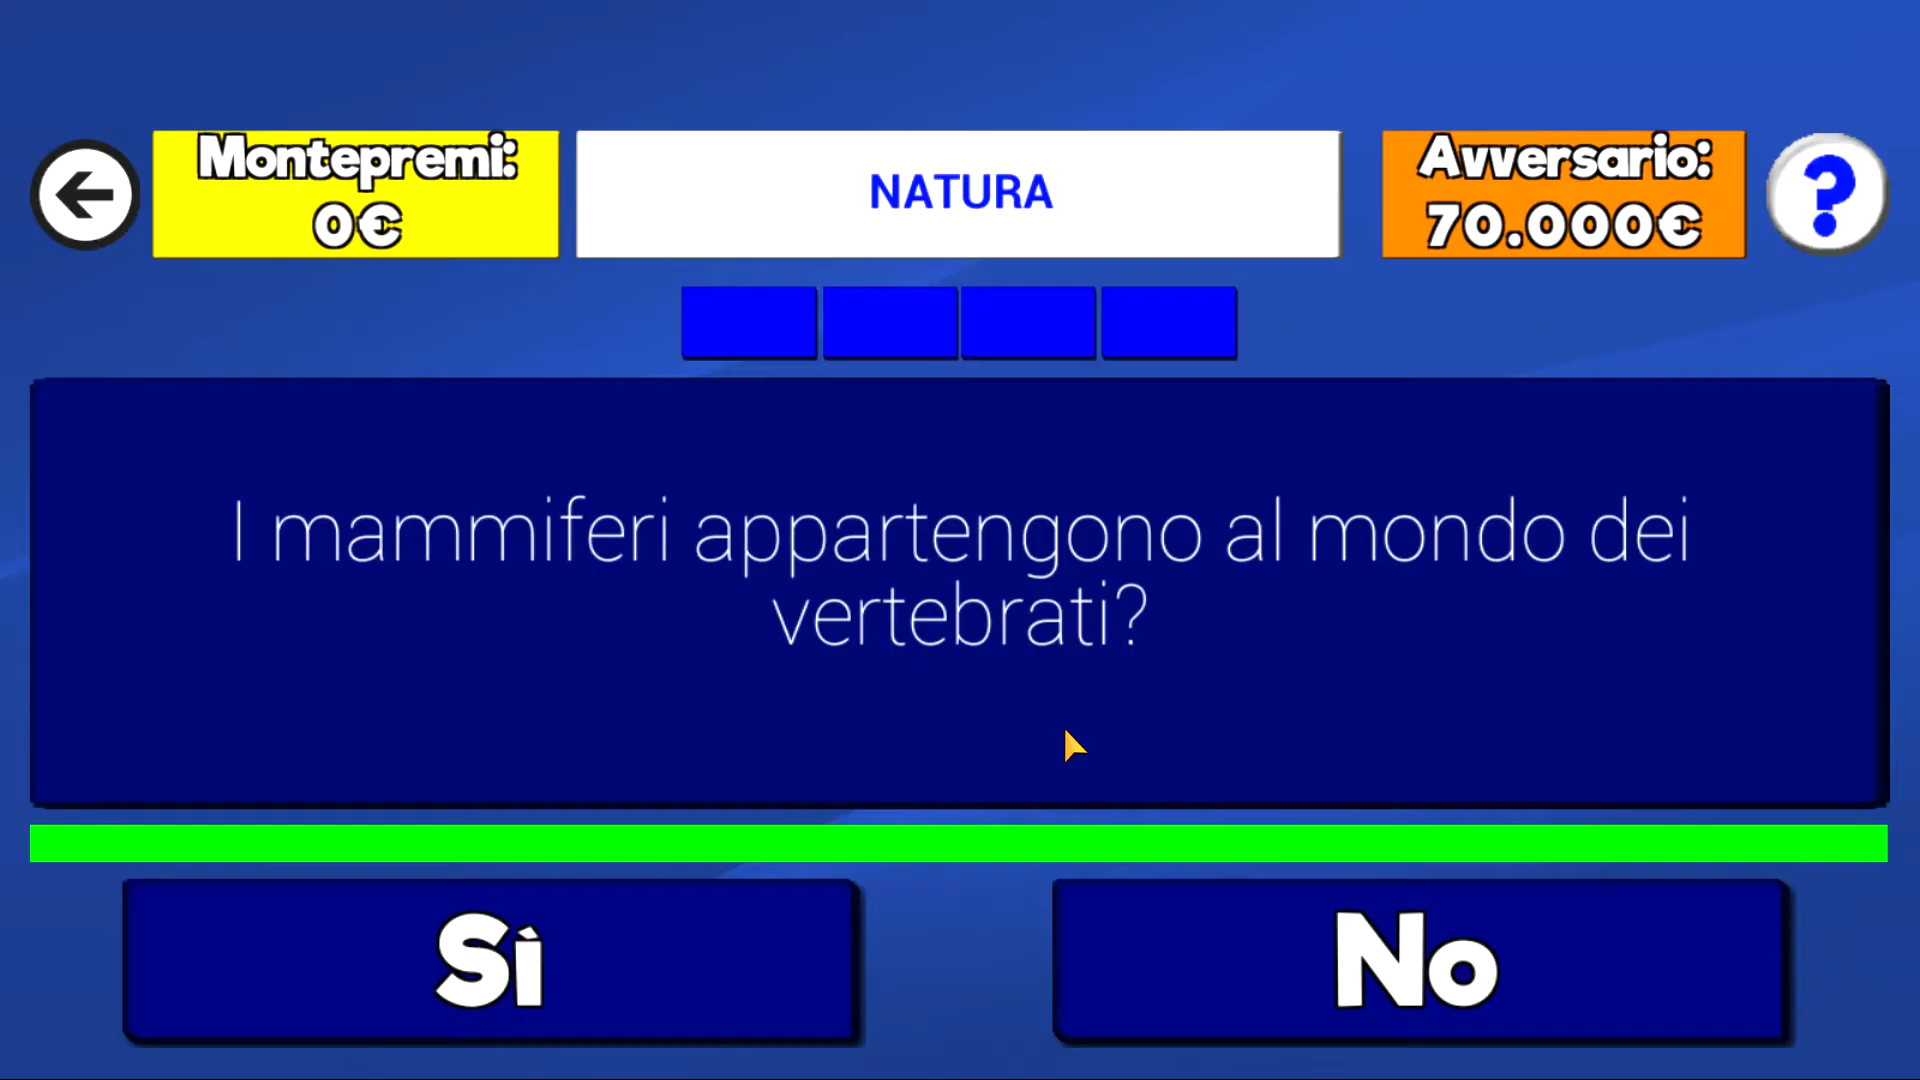 Montepremi:
0€
NATURA
Avversario:
70.000€
?
I mammiferi appartengono al mondo dei
vertebrati?
Sì
No